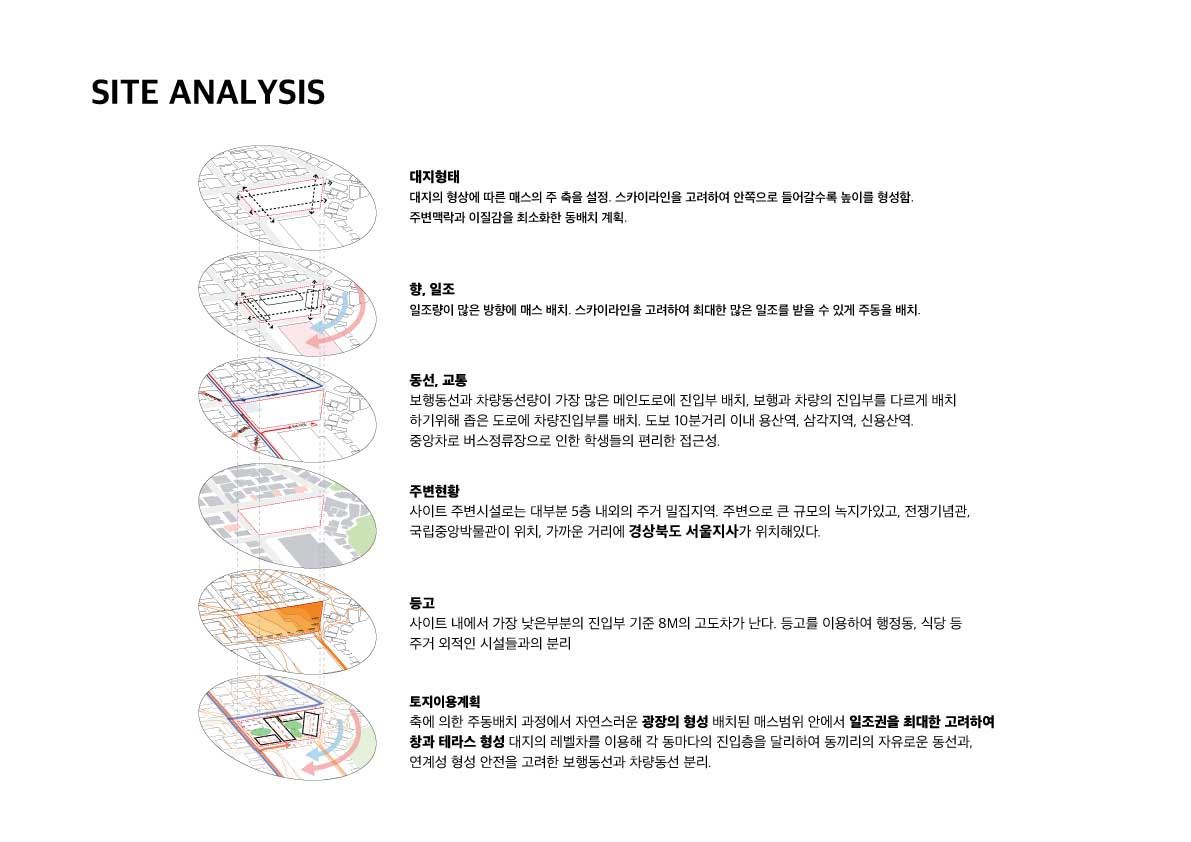 SITE ANALYSIS
대지형태
대지의 형상에 따른 매스의 주 축을 설정. 스카이라인을 고려하여 안쪽으로 들어갈수록 높이를 형성함.
주변맥락과 이질감을 최소화한 동배치 계획.
향, 일조
일조량이 많은 방향에 매스 배치. 스카이라인을 고려하여 최대한 많은 일조를 받을 수 있게 주동을 배치.
동선, 교통
보행동선과 차량동선량이 가장 많은 메인도로에 진입부 배치, 보행과 차량의 진입부를 다르게 배치
하기위해 좁은 도로에 차량진입부를 배치. 도보 10분거리 이내 용산역, 삼각지역, 신용산역.
중앙차로 버스정류장으로 인한 학생들의 편리한 접근성.
주변현황
사이트 주변시설로는 대부분 5층 내외의 주거 밀집지역. 주변으로 큰 규모의 녹지가있고, 전쟁기념관,
국립중앙박물관이 위치, 가까운 거리에 경상북도 서울지사가 위치해있다.
등고
사이트 내에서 가장 낮은부분의 진입부 기준 8M의 고도차가 난다. 등고를 이용하여 행정동, 식당 등
주거 외적인 시설들과의 분리
토지이용계획
축에 의한 주동배치 과정에서 자연스러운 광장의 형성 배치된 매스범위 안에서 일조권을 최대한 고려하여
창과 테라스 형성 대지의 레벨차를 이용해 각 동마다의 진입층을 달리하여 동끼리의 자유로운 동선과,
연계성 형성 안전을 고려한 보행동선과 차량동선 분리.